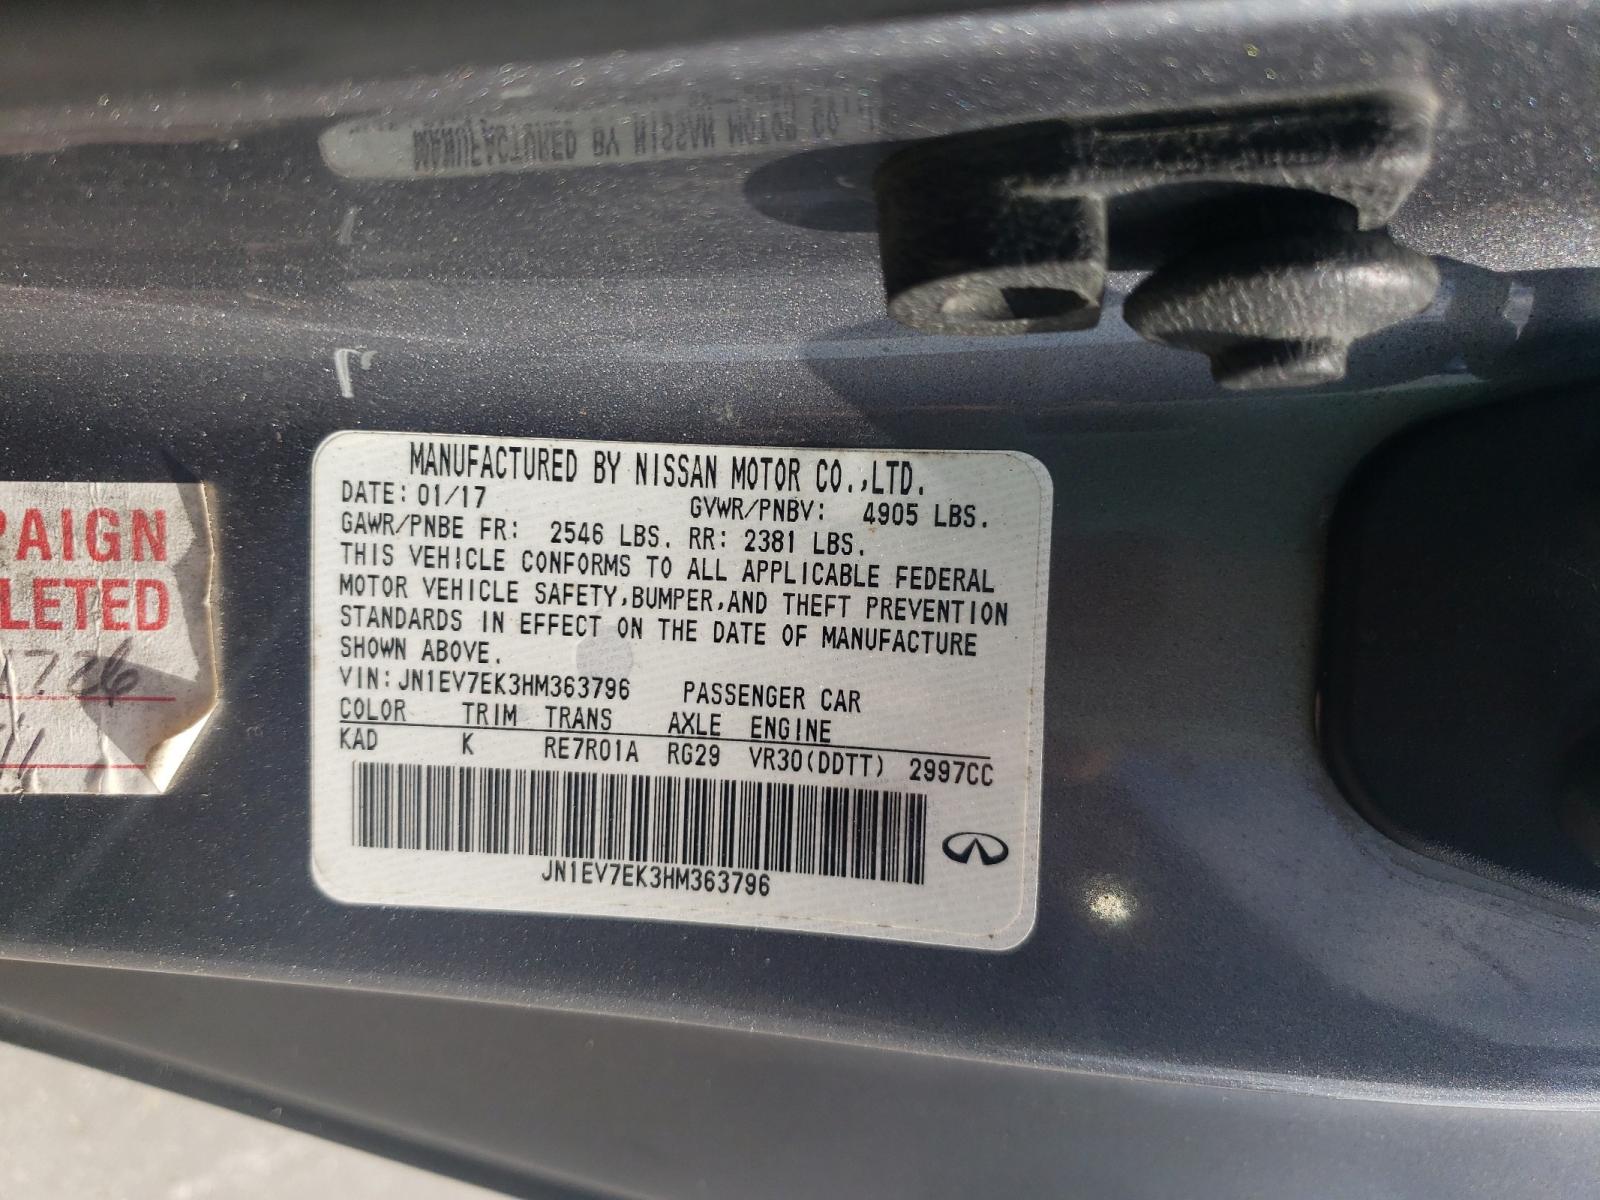 MANUFACTURED BY NISSAN MOTOR CO.,LTD.
DATE: 01/17 GVWR/PNBV: 4905 LBS.
GAWR/PNBE FR: 2546 LBS. RR: 2381 LBS.
THIS VEHICLE CONFORMS TO ALL APPLICABLE FEDERAL
MOTOR VEHICLE SAFETY,BUMPER,AND THEFT PREVENTION
STANDARDS IN EFFECT ON THE DATE OF MANUFACTURE
SHOWN ABOVE.
VIN: JN1EV7EK3HM363796 PASSENGER CAR
COLOR TRIM TRANS AXLE ENGINE
KAD K RE7R01A RG29 VR30(DDTT) 2997CC
JN1EV7EK3HM363796
PAIGN
LETED